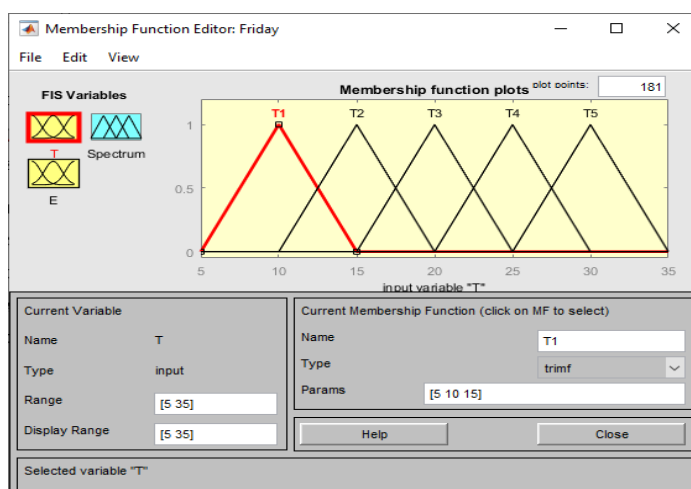 Membership Function Editor: Friday
File Edit View
FIS Variables
T
Spectrum
E
Membership function plots
plot points: 181
T1 T2 T3 T4 T5
1
0.5
0
5 10 15 20 25 30 35
input variable "T"
Current Variable
Name T
Type input
Range [5 35]
Display Range [5 35]
Current Membership Function (click on MF to select)
Name T1
Type trimf
Params [5 10 15]
Help Close
Selected variable "T"